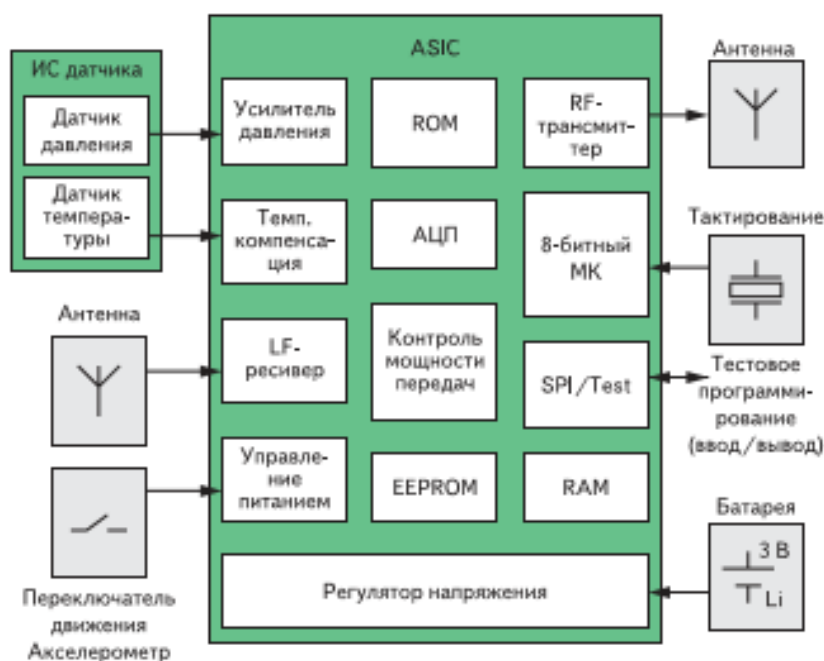 ИС датчика
Датчик
давления
Датчик
темпера-
туры
Антенна
Переключатель
движения
Акселерометр
ASIC
Усилитель
давления
ROM
RF-
трансмит-
тер
Темп.
компенса-
ция
АЦП
8-битный
МК
LF-
ресивер
Контроль
мощности
передач
SPI/Test
Управле-
ние
питанием
EEPROM
RAM
Регулятор напряжения
Антенна
Тактирование
Тестовое
программи-
рование
(ввод/вывод)
Батарея
3 В
Li